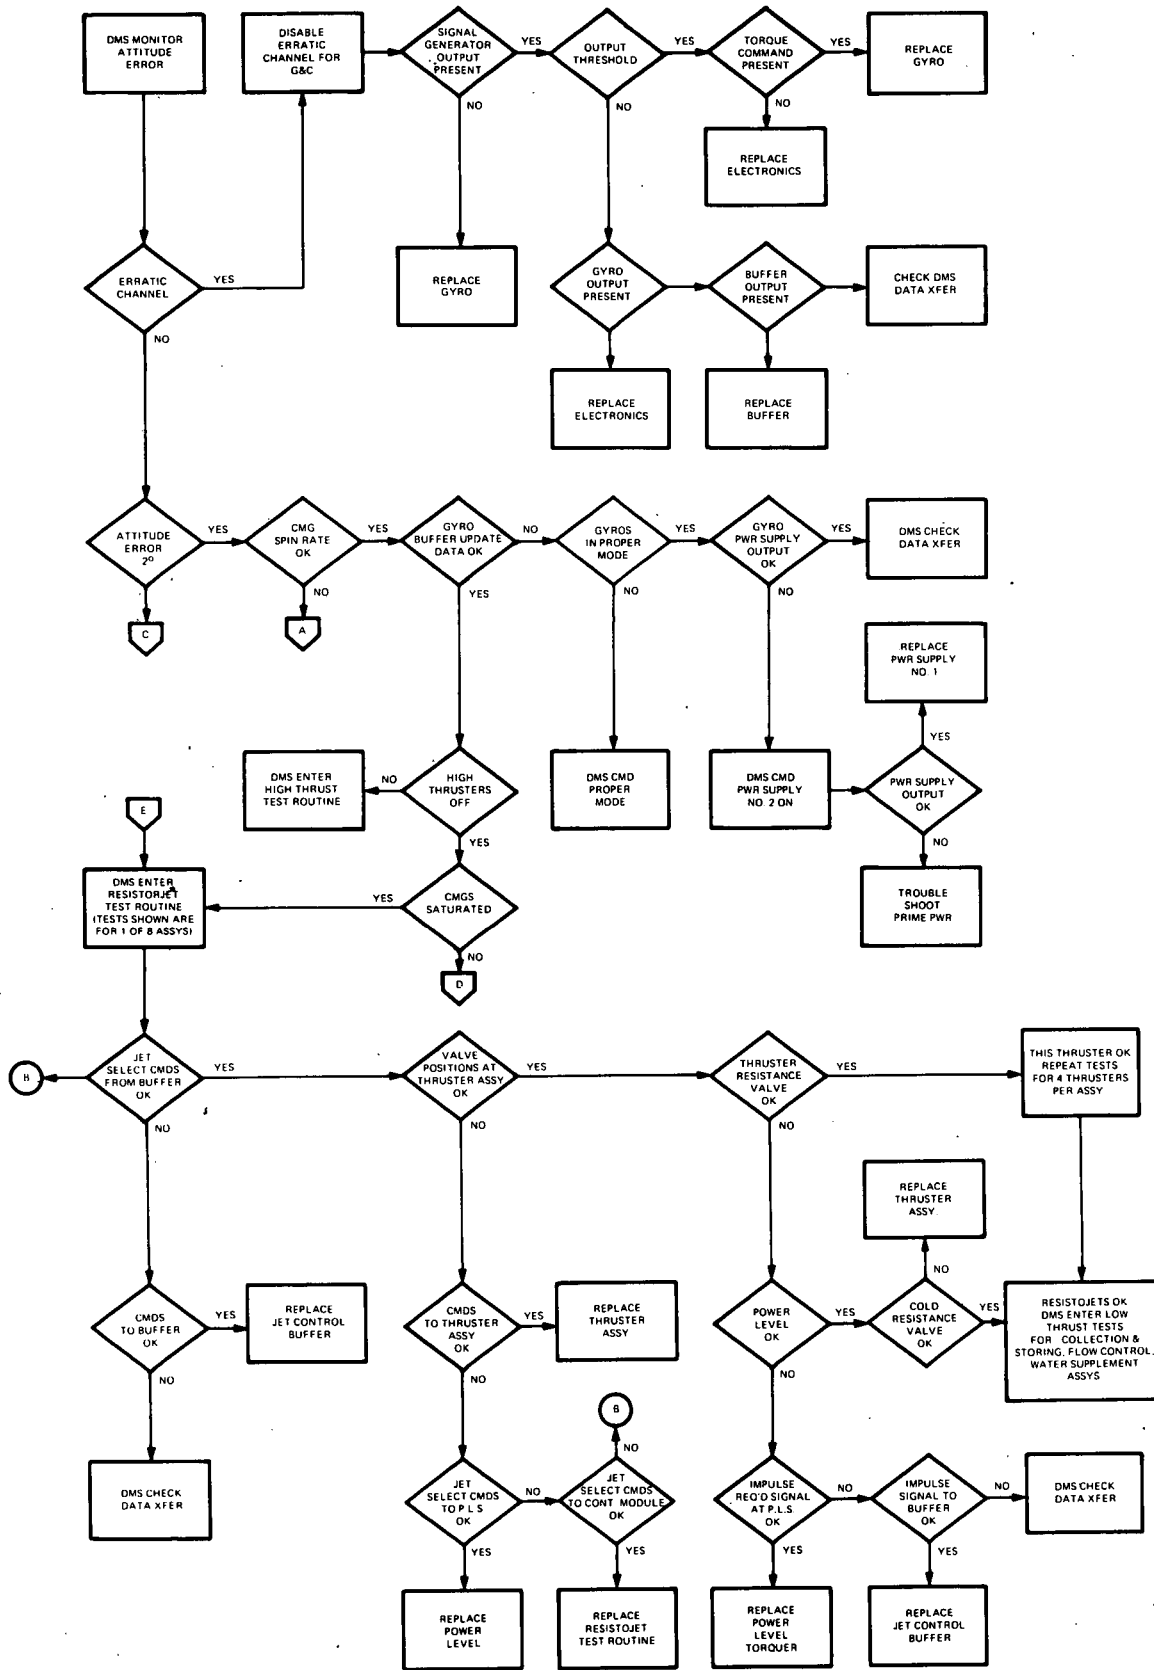 DMS MONITOR
ATTITUDE
ERROR
DISABLE
ERRATIC
CHANNEL FOR
G&C
SIGNAL
GENERATOR
OUTPUT
PRESENT
YES
NO
OUTPUT
THRESHOLD
YES
NO
TORQUE
COMMAND
PRESENT
YES
NO
REPLACE
GYRO
REPLACE
ELECTRONICS
ERRATIC
CHANNEL
YES
NO
REPLACE
GYRO
GYRO
OUTPUT
PRESENT
BUFFER
OUTPUT
PRESENT
CHECK DMS
DATA XFER
REPLACE
ELECTRONICS
REPLACE
BUFFER
ATTITUDE
ERROR
2º
YES
C
CMG
SPIN RATE
OK
YES
NO
A
GYRO
BUFFER UPDATE
DATA OK
NO
YES
GYROS
IN PROPER
MODE
YES
NO
GYRO
PWR SUPPLY
OUTPUT
OK
YES
NO
DMS CHECK
DATA XFER
REPLACE
PWR SUPPLY
NO. 1
YES
DMS ENTER
HIGH THRUST
TEST ROUTINE
NO
HIGH
THRUSTERS
OFF
YES
DMS CMD
PROPER
MODE
DMS CMD
PWR SUPPLY
NO. 2 ON
PWR SUPPLY
OUTPUT
OK
NO
TROUBLE
SHOOT
PRIME PWR
E
DMS ENTER
RESISTORJET
TEST ROUTINE
(TESTS SHOWN ARE
FOR 1 OF 8 ASSYS)
YES
CMGS
SATURATED
NO
D
B
JET
SELECT CMDS
FROM BUFFER
OK
YES
NO
VALVE
POSITIONS AT
THRUSTER ASSY
OK
YES
NO
THRUSTER
RESISTANCE
VALVE
OK
YES
NO
THIS THRUSTER OK
REPEAT TESTS
FOR 4 THRUSTERS
PER ASSY
REPLACE
THRUSTER
ASSY
NO
CMDS
TO BUFFER
OK
YES
NO
REPLACE
JET CONTROL
BUFFER
CMDS
TO THRUSTER
ASSY
OK
YES
NO
REPLACE
THRUSTER
ASSY
POWER
LEVEL
OK
YES
NO
COLD
RESISTANCE
VALVE
OK
YES
RESISTOJETS OK
DMS ENTER LOW
THRUST TESTS
FOR COLLECTION &
STORING, FLOW CONTROL,
WATER SUPPLEMENT
ASSYS
DMS CHECK
DATA XFER
B
NO
JET
SELECT CMDS
TO P.L.S
OK
NO
YES
JET
SELECT CMDS
TO CONT MODULE
OK
YES
IMPULSE
REQ'D SIGNAL
AT P.L.S.
OK
NO
YES
IMPULSE
SIGNAL TO
BUFFER
OK
NO
YES
DMS CHECK
DATA XFER
REPLACE
POWER
LEVEL
REPLACE
RESISTOJET
TEST ROUTINE
REPLACE
POWER
LEVEL
TORQUER
REPLACE
JET CONTROL
BUFFER